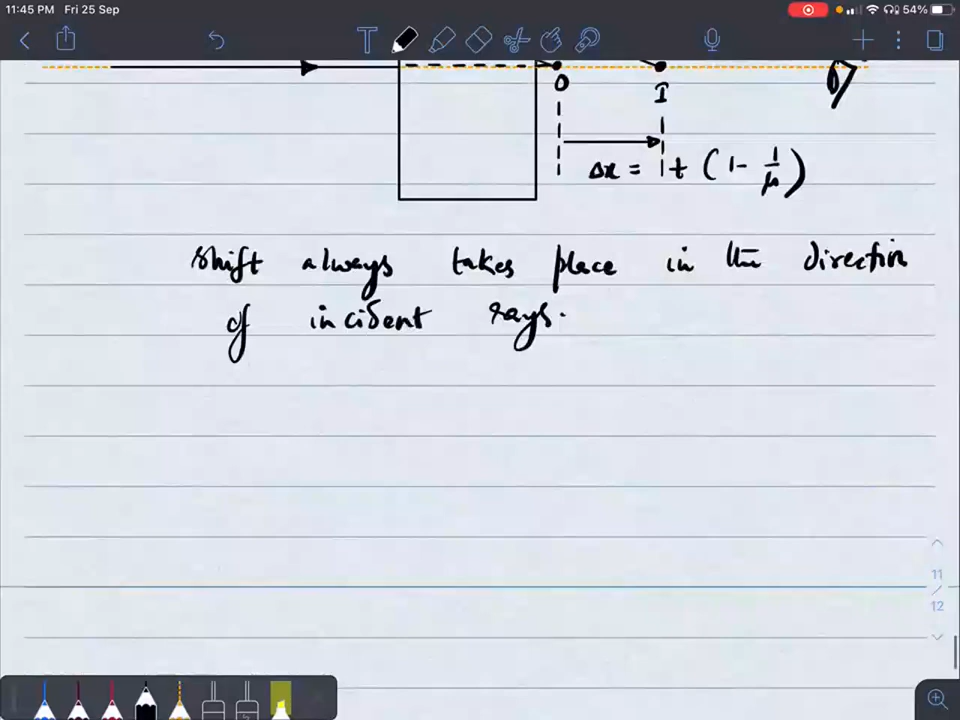 11:45 PM Fri 25 Sep 54%
T
O I
Δx = t (1 - 1/μ)
shift always takes place in the direction
of incident rays.
11
/
12